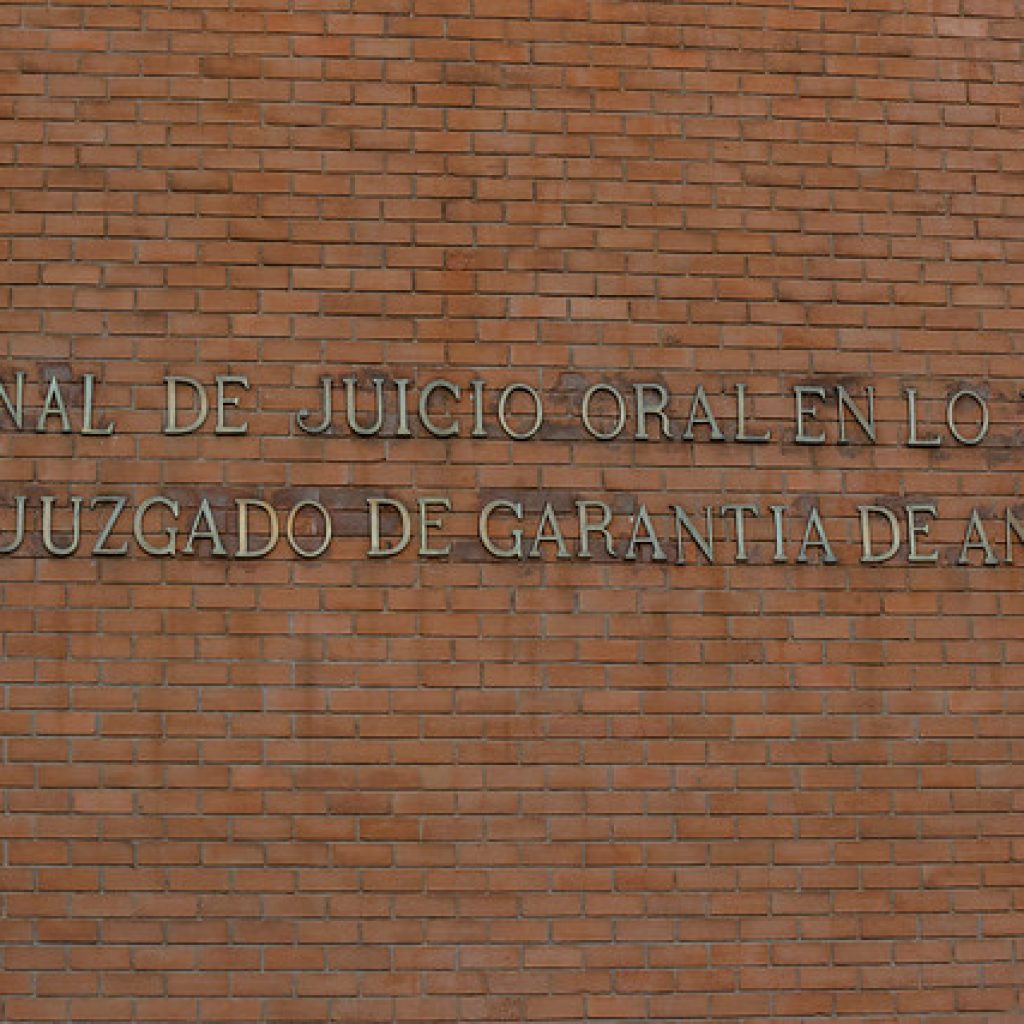 NAL DE JUICIO ORAL EN LO
JUZGADO DE GARANTIA DE AN